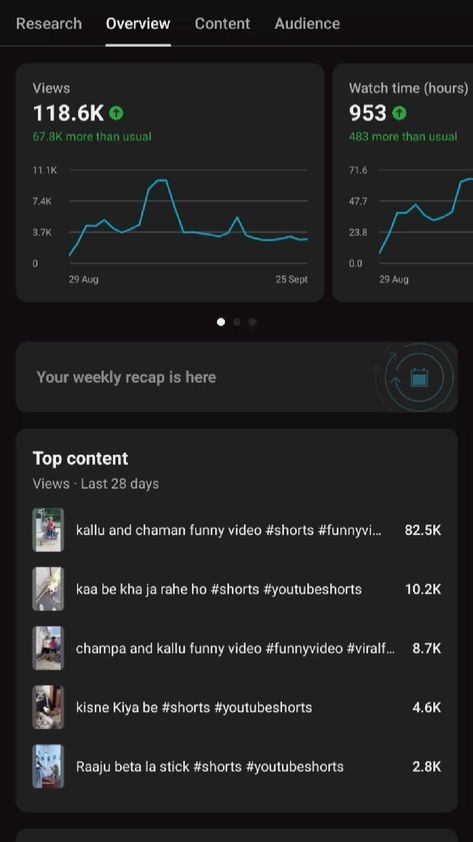 Research Overview Content Audience
Views
118.6K
67.8K more than usual
11.1K
7.4K
3.7K
0
29 Aug 25 Sept
Watch time (hours)
953
483 more than usual
71.6
47.7
23.8
0.0
29 Aug
Your weekly recap is here
Top content
Views · Last 28 days
kallu and chaman funny video #shorts #funnyvi... 82.5K
kaa be kha ja rahe ho #shorts #youtubeshorts 10.2K
champa and kallu funny video #funnyvideo #viralf... 8.7K
kisne Kiya be #shorts #youtubeshorts 4.6K
Raaju beta la stick #shorts #youtubeshorts 2.8K